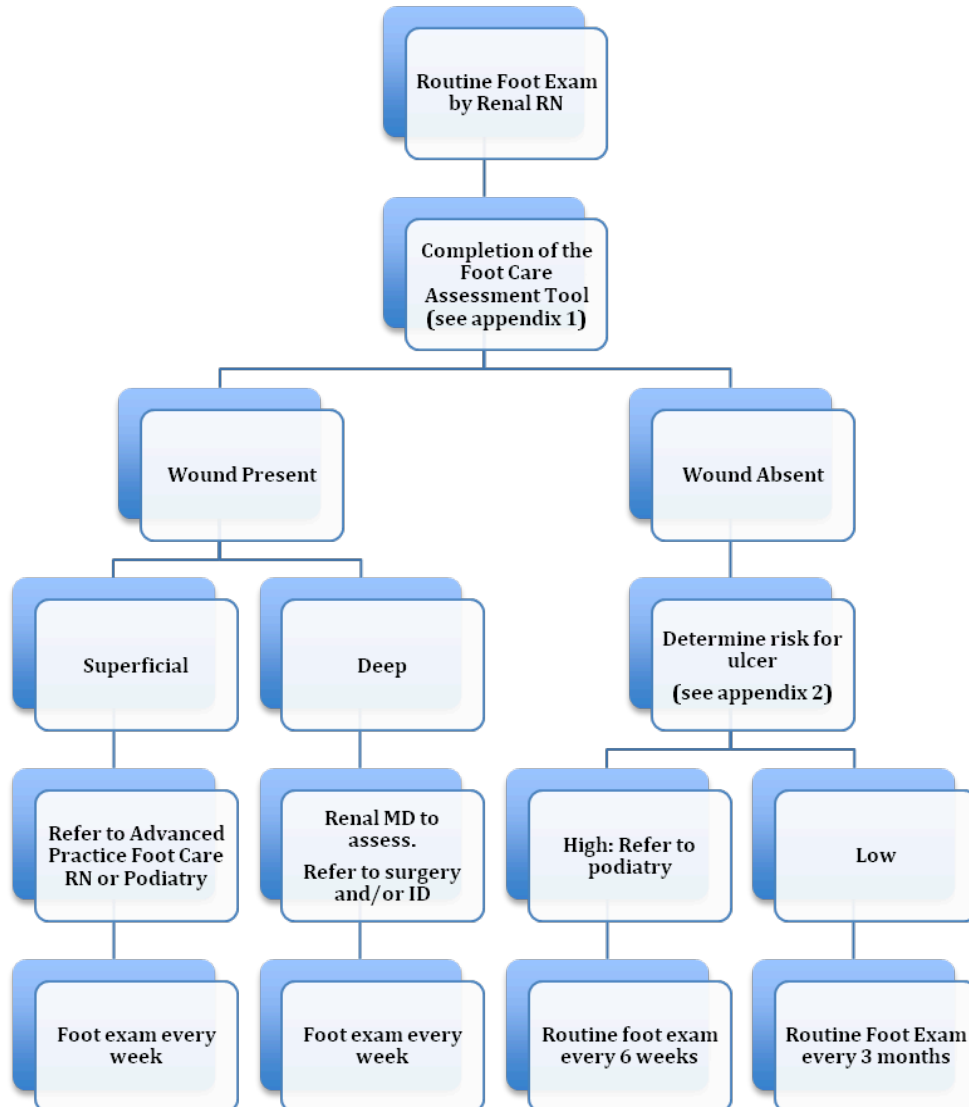 Routine Foot Exam
by Renal RN
Completion of the
Foot Care
Assessment Tool
(see appendix 1)
Wound Present
Wound Absent
Superficial
Deep
Determine risk for
ulcer
(see appendix 2)
Refer to Advanced
Practice Foot Care
RN or Podiatry
Renal MD to
assess.
Refer to surgery
and/or ID
High: Refer to
podiatry
Low
Foot exam every
week
Foot exam every
week
Routine foot exam
every 6 weeks
Routine Foot Exam
every 3 months